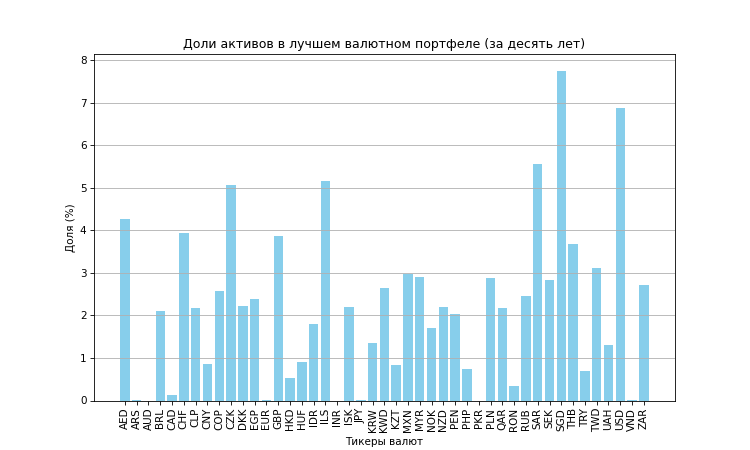 Доли активов в лучшем валютном портфеле (за десять лет)
Доля (%)
8
7
6
5
4
3
2
1
0
AED ARS AUD BRL CAD CHF CLP CNY COP CZK DKK EGP EUR GBP HKD HUF IDR ILS INR ISK JPY KRW KWD KZT MXN MYR NOK NZD PEN PHP PKR PLN QAR RON RUB SAR SEK SGD THB TRY TWD UAH USD VND ZAR
Тикеры валют